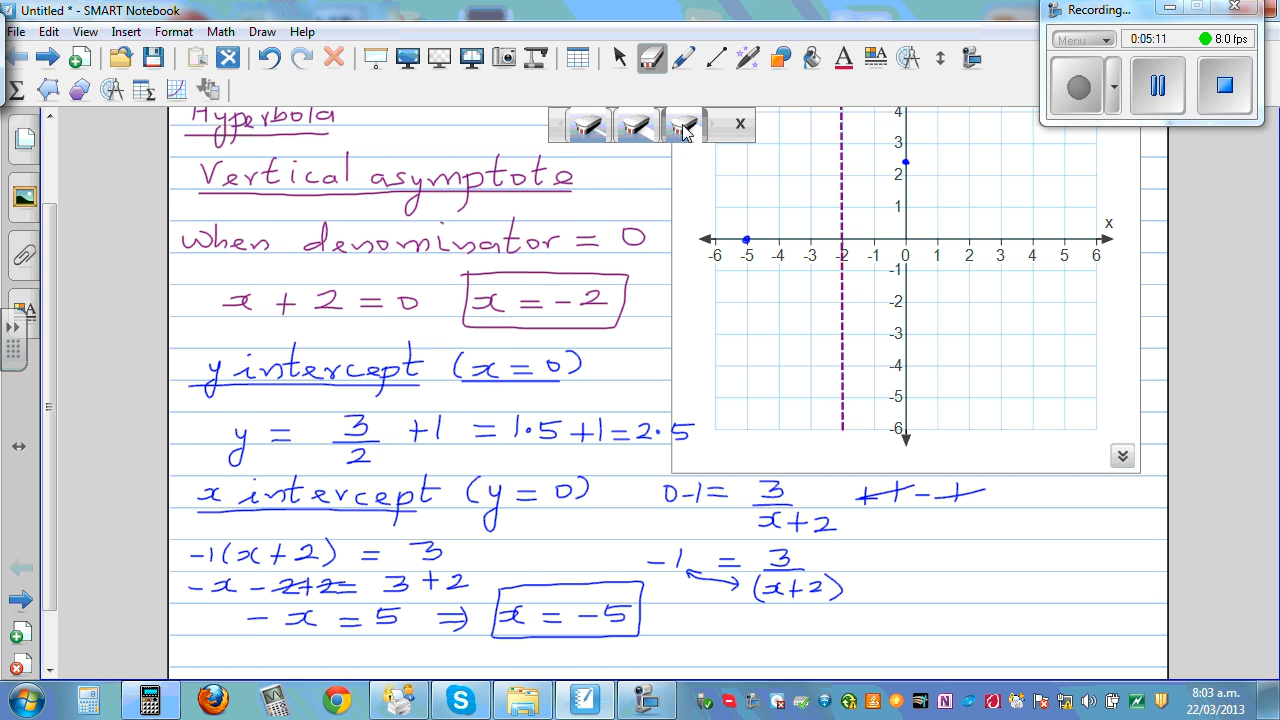 Untitled * - SMART Notebook
Recording...
File Edit View Insert Format Math Draw Help
Menu
0:05:11
8.0 fps
Hyperbola
x
Vertical asymptote
when denominator = 0
x + 2 = 0 x = -2
y intercept (x = 0)
y = 3/2 +1 = 1.5 +1 = 2.5
x intercept (y = 0)
0-1 = 3/(x+2) +1 -1
-1(x+2) = 3
-1 = 3/(x+2)
-x -2+2= 3 +2
-x = 5 ⇒ x = -5
4
3
2
1
x
-6 -5 -4 -3 -2 -1 0 1 2 3 4 5 6
-1
-2
-3
-4
-5
-6
8:03 a.m.
22/03/2013